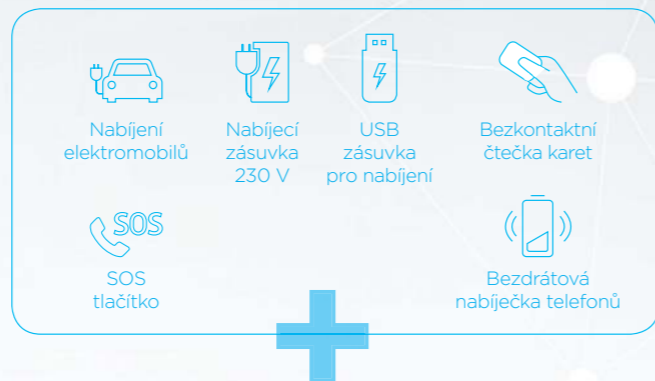 Nabíjení
elektromobilů
Nabíjecí
zásuvka
230 V
USB
zásuvka
pro nabíjení
Bezkontaktní
čtečka karet
SOS
SOS
tlačítko
Bezdrátová
nabíječka telefonů